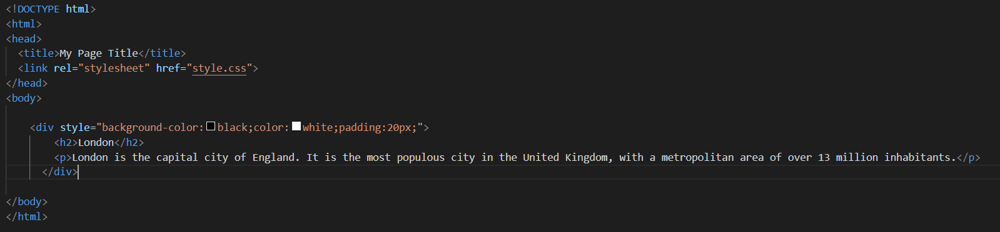 <!DOCTYPE html>
<html>
<head>
<title>My Page Title</title>
<link rel="stylesheet" href="style.css">
</head>
<body>
<div style="background-color:black;color:white;padding:20px;">
<h2>London</h2>
<p>London is the capital city of England. It is the most populous city in the United Kingdom, with a metropolitan area of over 13 million inhabitants.</p>
</div>
</body>
</html>